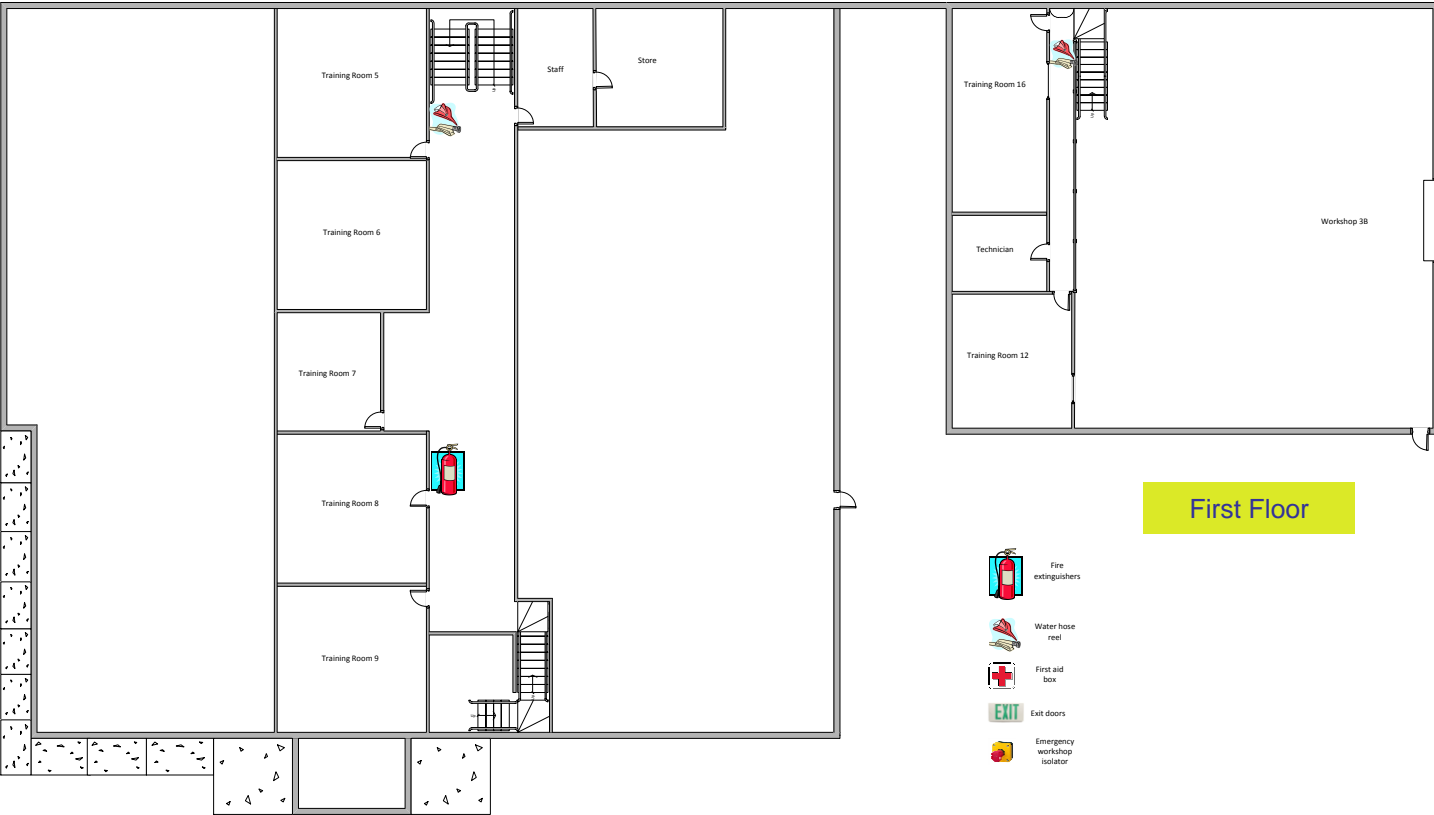 Training Room 5
Staff
Store
Training Room 16
Training Room 6
Workshop 3B
Technician
Training Room 7
Training Room 12
Training Room 8
First Floor
Fire
extinguishers
Water hose
reel
Training Room 9
First aid
box
EXIT
Exit doors
Emergency
workshop
isolator